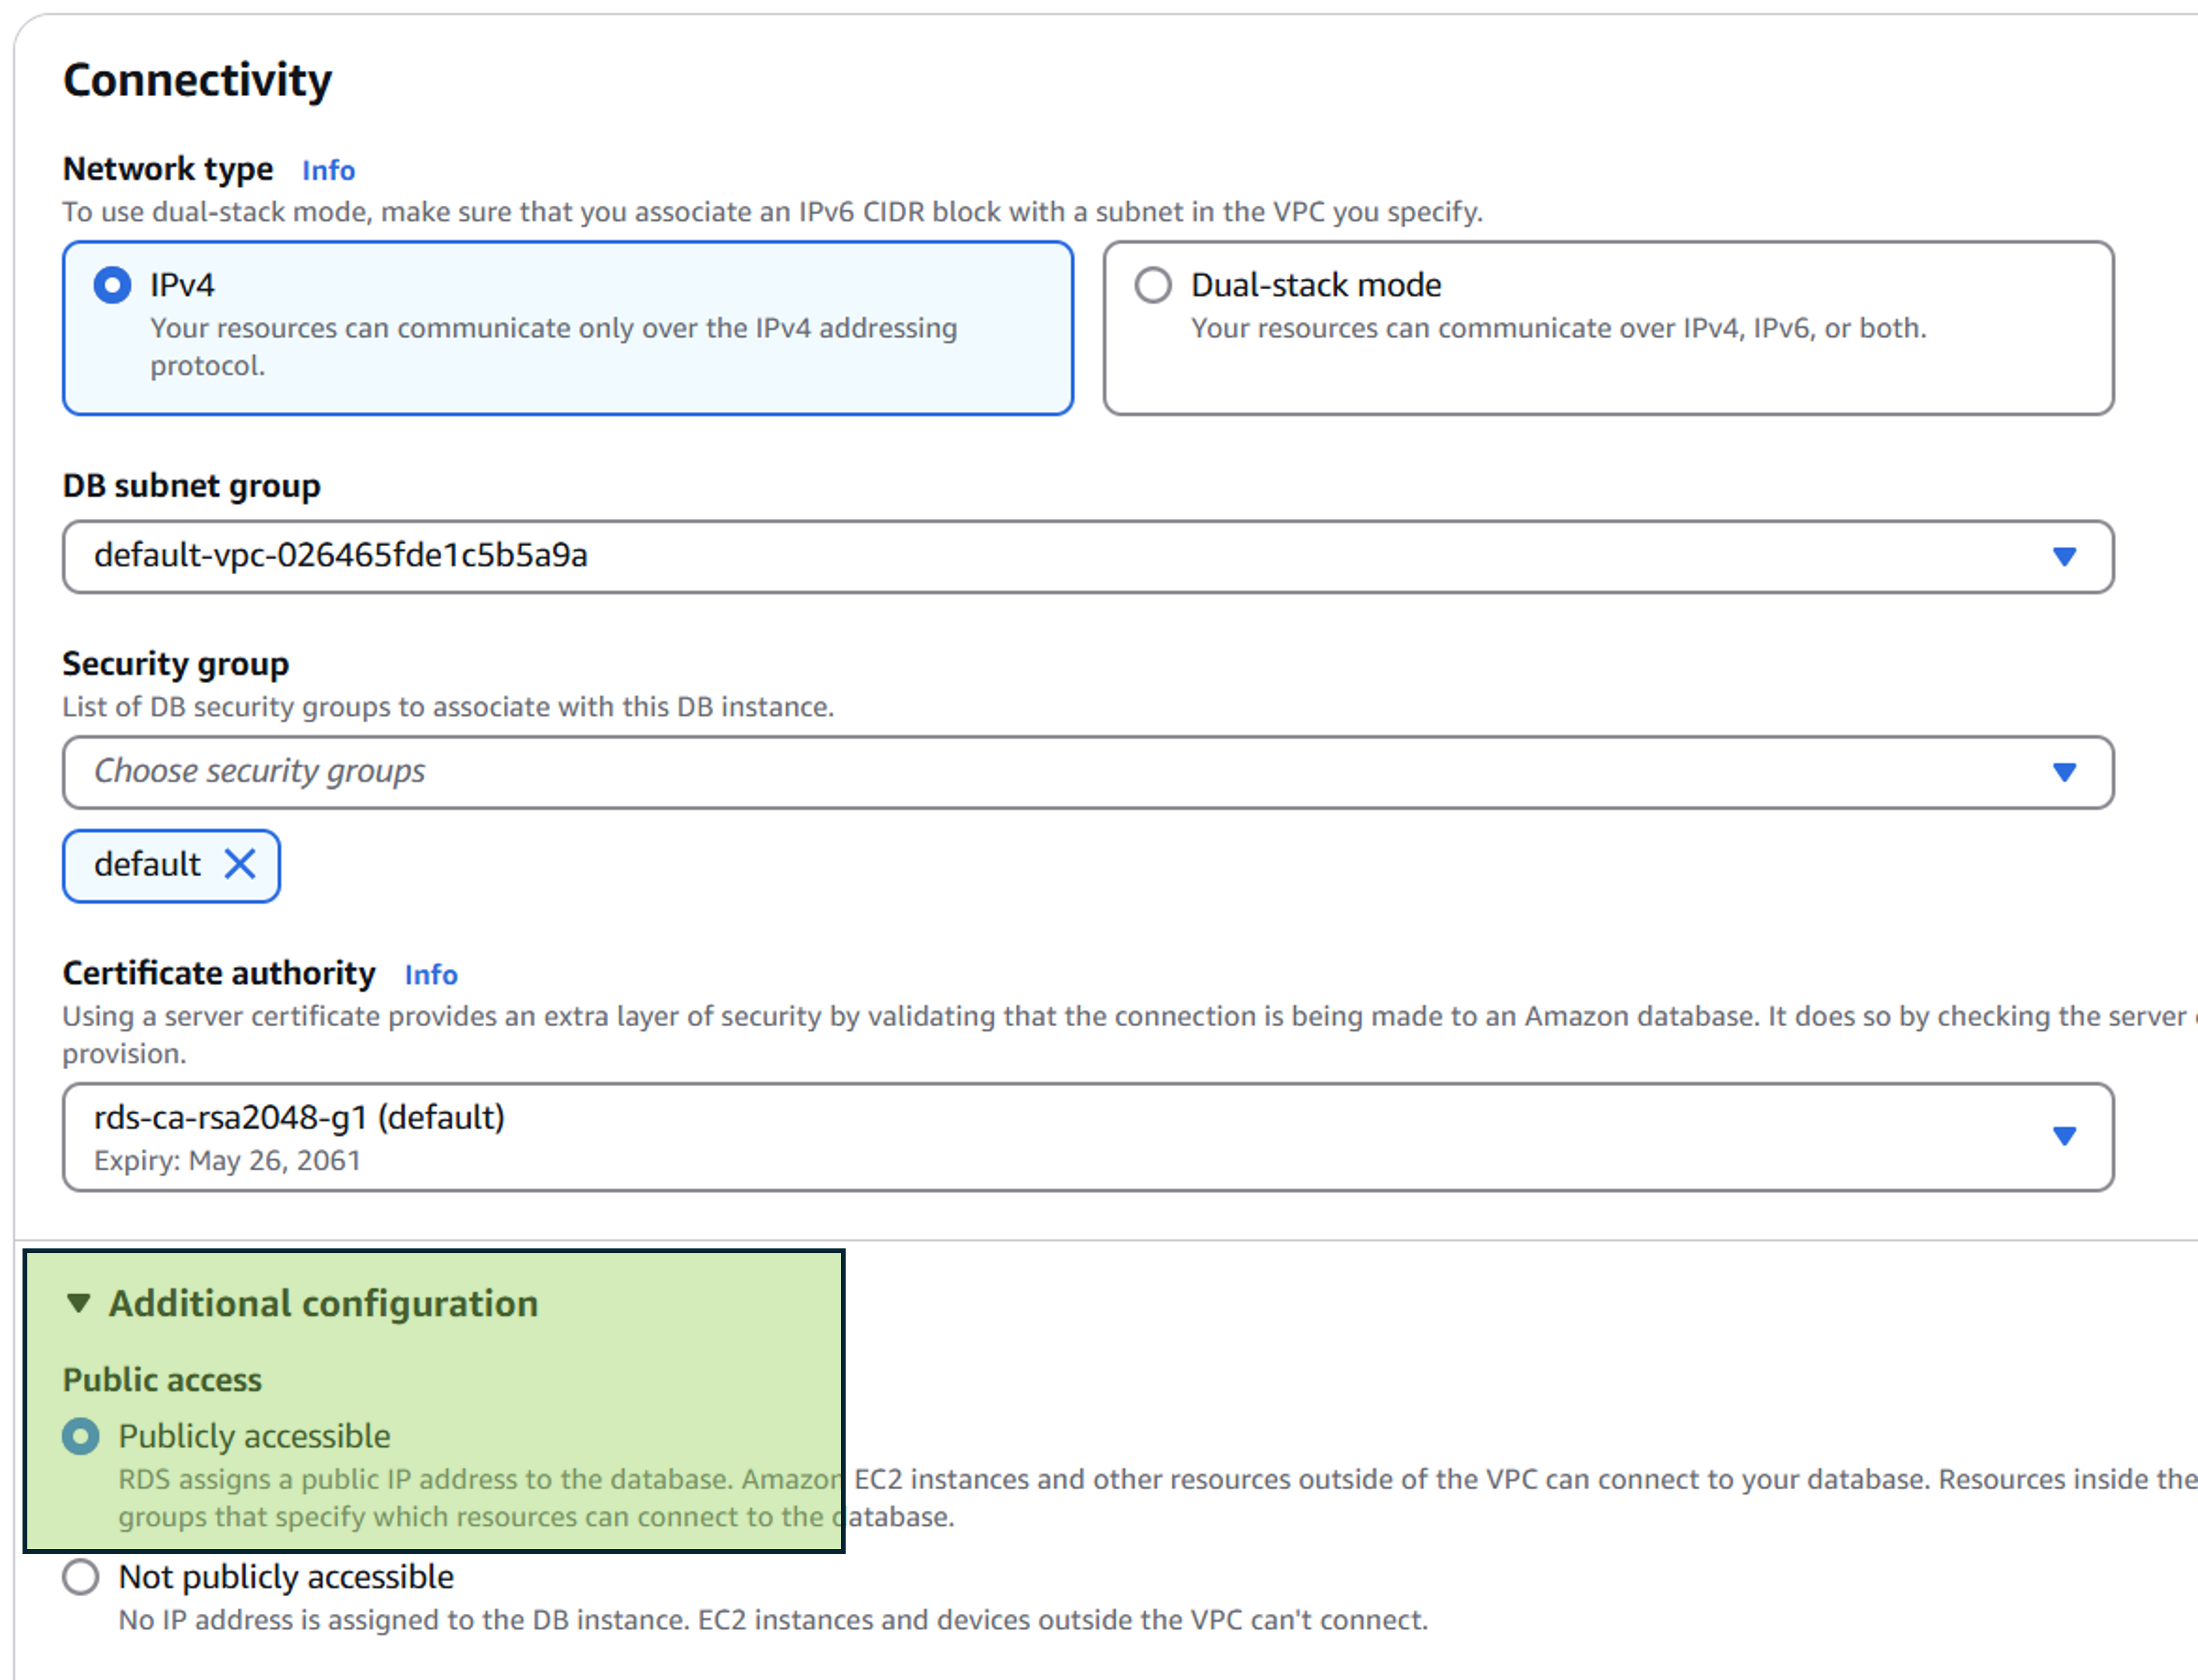 Connectivity
Network type Info
To use dual-stack mode, make sure that you associate an IPv6 CIDR block with a subnet in the VPC you specify.
IPv4
Your resources can communicate only over the IPv4 addressing
protocol.
Dual-stack mode
Your resources can communicate over IPv4, IPv6, or both.
DB subnet group
default-vpc-026465fde1c5b5a9a
Security group
List of DB security groups to associate with this DB instance.
Choose security groups
default
Certificate authority Info
Using a server certificate provides an extra layer of security by validating that the connection is being made to an Amazon database. It does so by checking the server
provision.
rds-ca-rsa2048-g1 (default)
Expiry: May 26, 2061
Additional configuration
Public access
Publicly accessible
RDS assigns a public IP address to the database. Amazon EC2 instances and other resources outside of the VPC can connect to your database. Resources inside the
groups that specify which resources can connect to the database.
Not publicly accessible
No IP address is assigned to the DB instance. EC2 instances and devices outside the VPC can't connect.